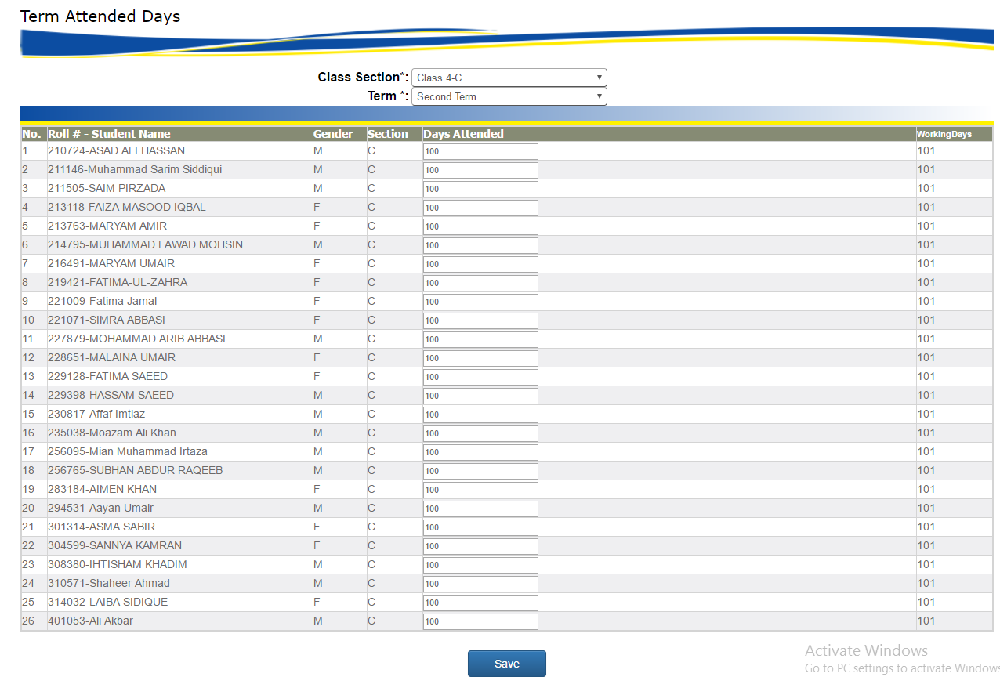 Term Attended Days
Class Section*: Class 4-C
Term *: Second Term
No. Roll # - Student Name Gender Section Days Attended WorkingDays
1 210724-ASAD ALI HASSAN M C 100 101
2 211146-Muhammad Sarim Siddiqui M C 100 101
3 211505-SAIM PIRZADA M C 100 101
4 213118-FAIZA MASOOD IQBAL F C 100 101
5 213763-MARYAM AMIR F C 100 101
6 214795-MUHAMMAD FAWAD MOHSIN M C 100 101
7 216491-MARYAM UMAIR F C 100 101
8 219421-FATIMA-UL-ZAHRA F C 100 101
9 221009-Fatima Jamal F C 100 101
10 221071-SIMRA ABBASI F C 100 101
11 227879-MOHAMMAD ARIB ABBASI M C 100 101
12 228651-MALAINA UMAIR F C 100 101
13 229128-FATIMA SAEED F C 100 101
14 229398-HASSAM SAEED M C 100 101
15 230817-Affaf Imtiaz M C 100 101
16 235038-Moazam Ali Khan M C 100 101
17 256095-Mian Muhammad Irtaza M C 100 101
18 256765-SUBHAN ABDUR RAQEEB M C 100 101
19 283184-AIMEN KHAN F C 100 101
20 294531-Aayan Umair M C 100 101
21 301314-ASMA SABIR F C 100 101
22 304599-SANNYA KAMRAN F C 100 101
23 308380-IHTISHAM KHADIM M C 100 101
24 310571-Shaheer Ahmad M C 100 101
25 314032-LAIBA SIDIQUE F C 100 101
26 401053-Ali Akbar M C 100 101
Save
Activate Windows
Go to PC settings to activate Windows